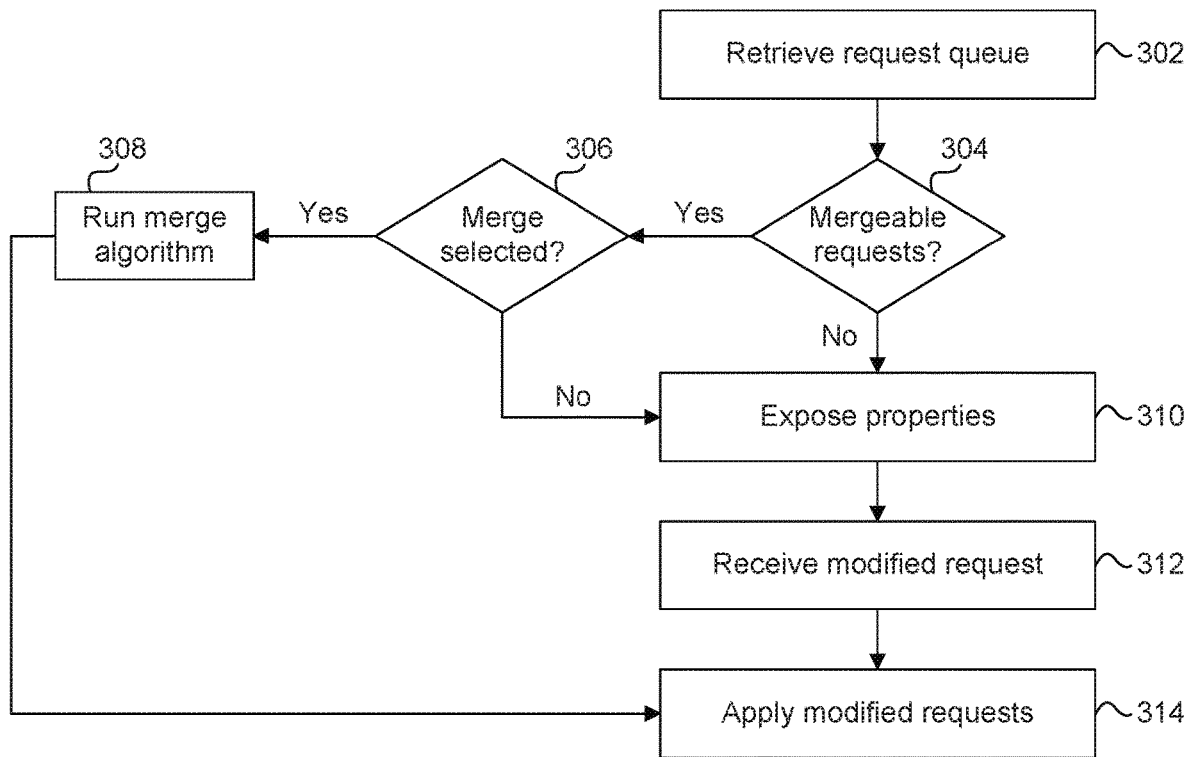 Retrieve request queue
302
308
306
304
Run merge
algorithm
Yes
Merge
selected?
Yes
Mergeable
requests?
No
No
Expose properties
310
Receive modified request
312
Apply modified requests
314